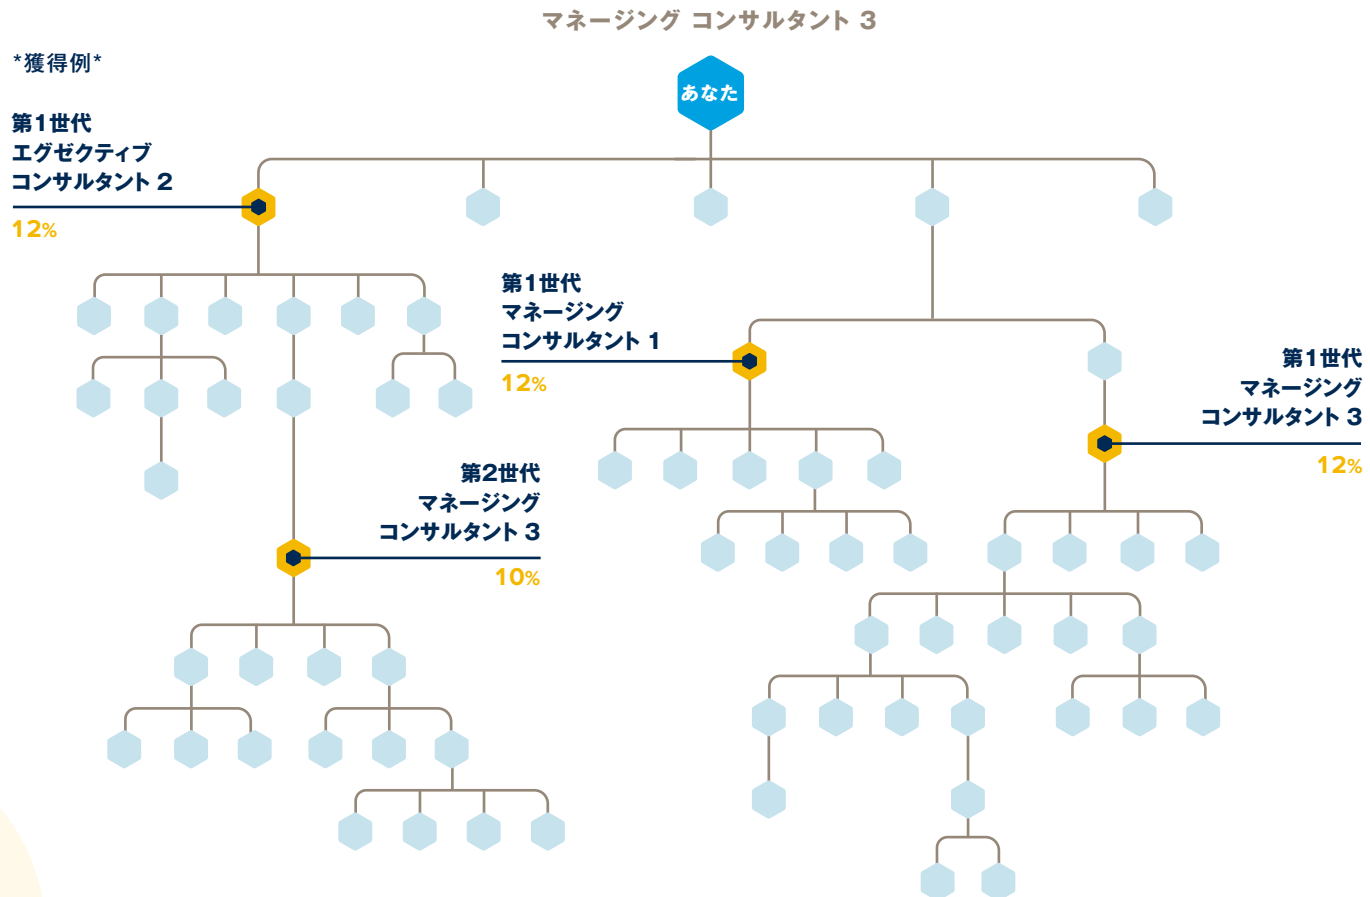 マネージング コンサルタント 3
*獲得例*
あなた
第1世代
エグゼクティブ
コンサルタント 2
12%
第1世代
マネージング
コンサルタント 1
12%
第1世代
マネージング
コンサルタント 3
12%
第2世代
マネージング
コンサルタント 3
10%